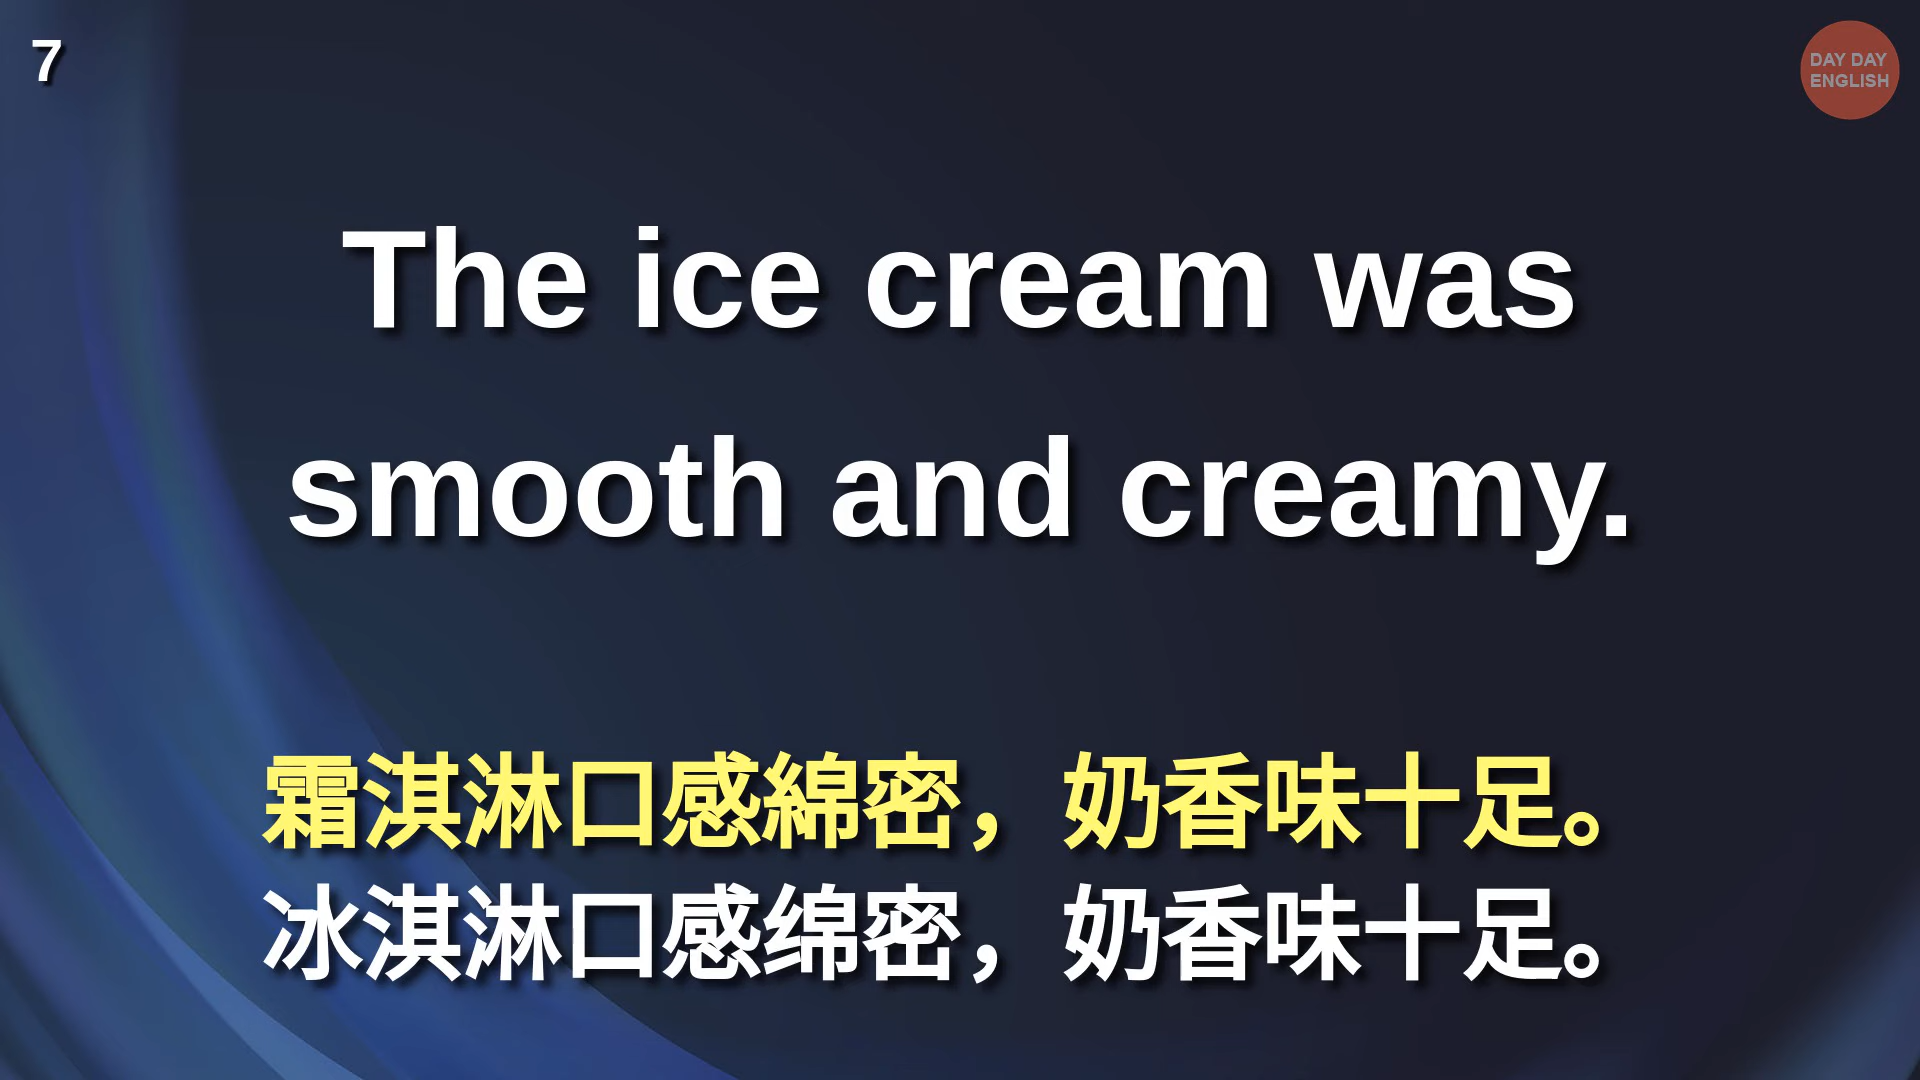 7
DAY DAY
ENGLISH
The ice cream was
smooth and creamy.
霜淇淋口感綿密，奶香味十足。
冰淇淋口感绵密，奶香味十足。